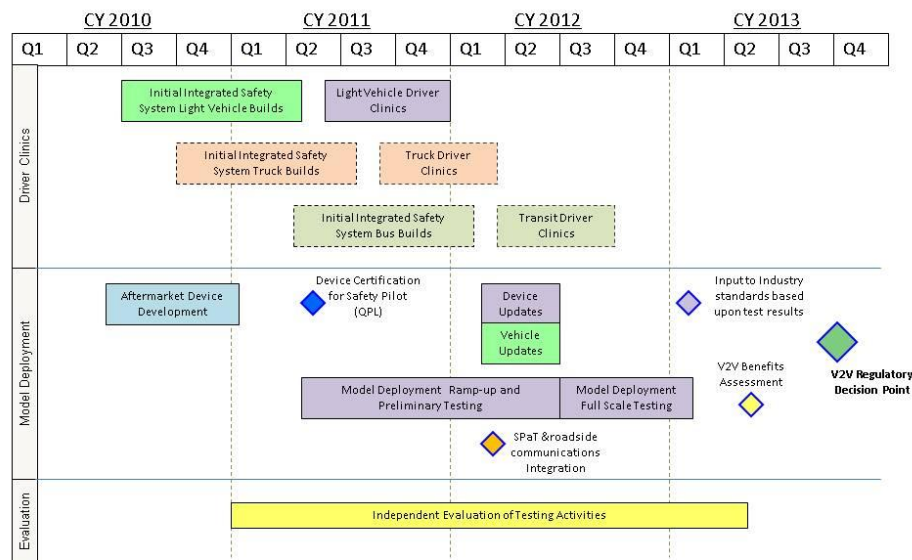 CY 2010 CY 2011 CY 2012 CY 2013
Q1 Q2 Q3 Q4 Q1 Q2 Q3 Q4 Q1 Q2 Q3 Q4 Q1 Q2 Q3 Q4
Driver Clinics
Initial Integrated Safety
System Light Vehicle Builds
Light Vehicle Driver
Clinics
Initial Integrated Safety
System Truck Builds
Truck Driver
Clinics
Initial Integrated Safety
System Bus Builds
Transit Driver
Clinics
Model Deployment
Aftermarket Device
Development
Device Certification
for Safety Pilot
(QPL)
Device
Updates
Vehicle
Updates
Input to Industry
standards based
upon test results
V2V Regulatory
Decision Point
V2V Benefits
Assessment
Model Deployment Ramp-up and
Preliminary Testing
Model Deployment
Full Scale Testing
SPaT & roadside
communications
Integration
Evaluation
Independent Evaluation of Testing Activities